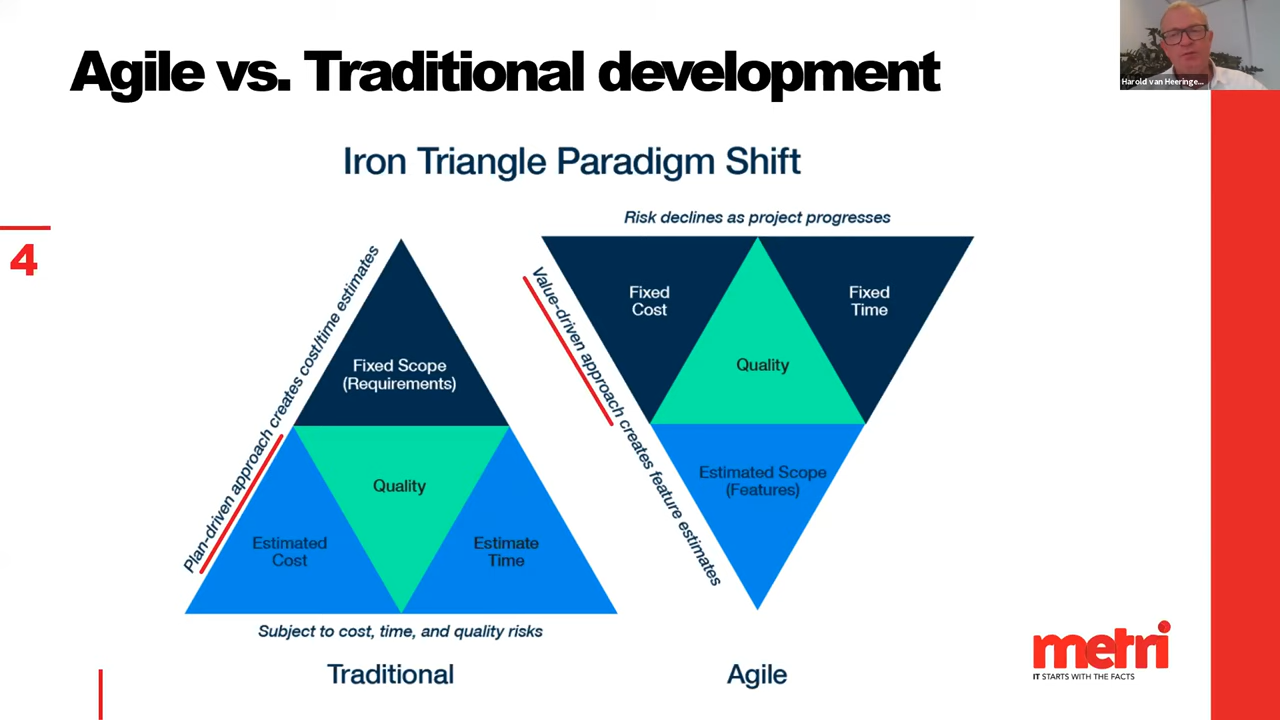 Agile vs. Traditional development
Harold van Heeringe...
Iron Triangle Paradigm Shift
4
Plan-driven approach creates cost/time estimates
Fixed Scope
(Requirements)
Quality
Estimated
Cost
Estimate
Time
Subject to cost, time, and quality risks
Traditional
Risk declines as project progresses
Value-driven approach creates feature estimates
Fixed
Cost
Fixed
Time
Quality
Estimated Scope
(Features)
Agile
metri
IT STARTS WITH THE FACTS